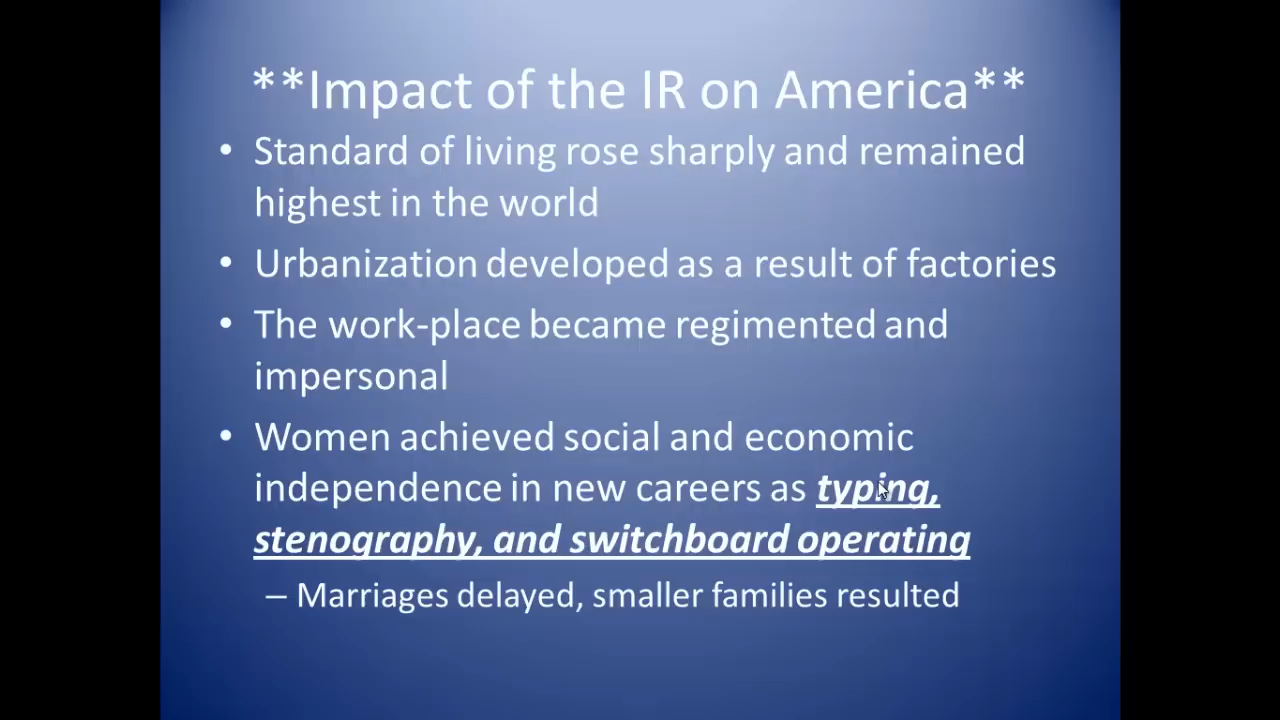 **Impact of the IR on America**
• Standard of living rose sharply and remained
highest in the world
• Urbanization developed as a result of factories
• The work-place became regimented and
impersonal
• Women achieved social and economic
independence in new careers as typing,
stenography, and switchboard operating
– Marriages delayed, smaller families resulted